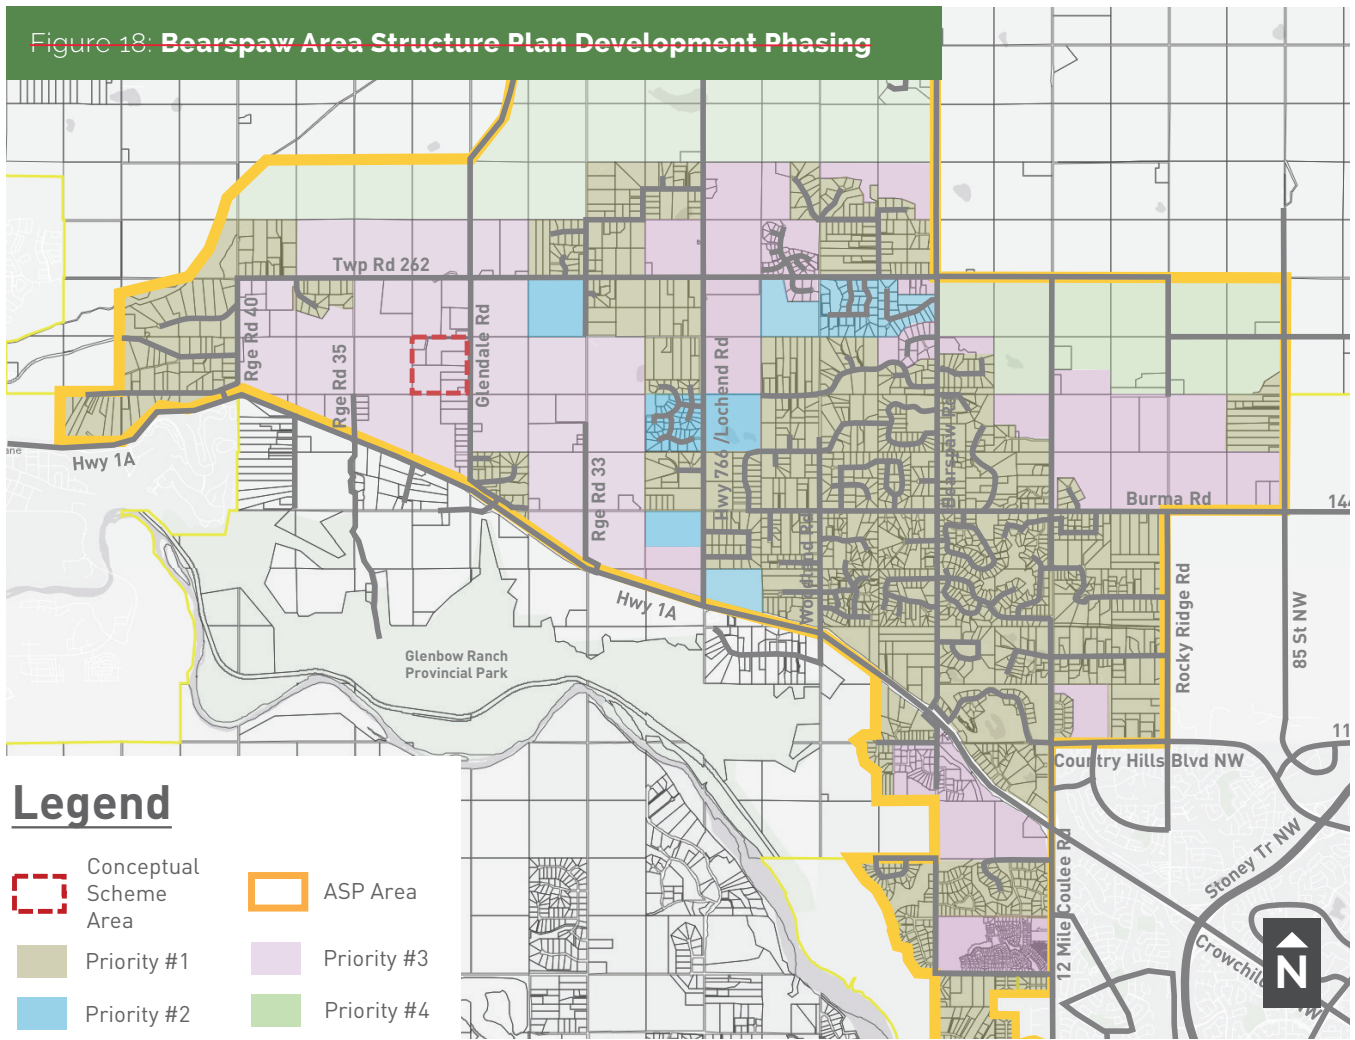 Figure 18: Bearspaw Area Structure Plan Development Phasing
Twp Rd 262
Rge Rd 40
Rge Rd 35
Glendale Rd
Hwy 766 /Lochend Rd
Bearspaw Rd
Rge Rd 33
Woodland Rd
Hwy 1A
Burma Rd
144
Hwy 1A
Rocky Ridge Rd
85 St NW
Glenbow Ranch
Provincial Park
11
Country Hills Blvd NW
12 Mile Coulee Rd
Stoney Tr NW
NW
N
Legend
Conceptual
Scheme
Area
ASP Area
Priority #1
Priority #3
Priority #2
Priority #4